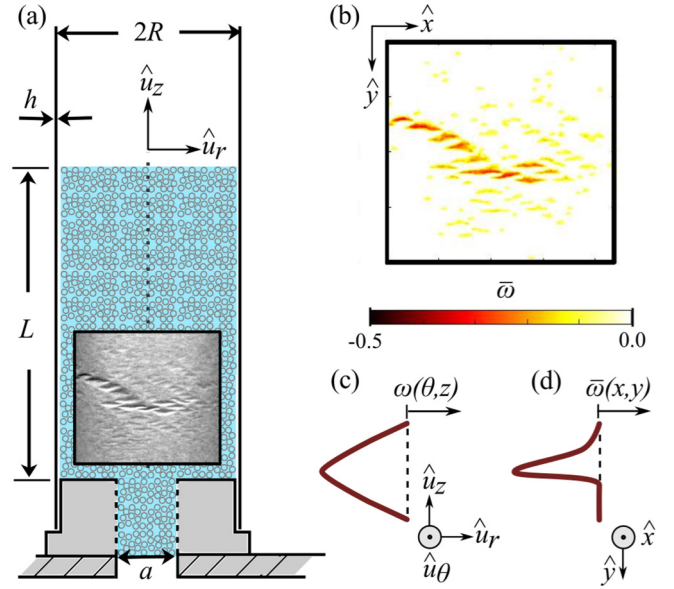 (a)
2R
h
û_z
û_r
L
a
(b)
x̂
ŷ
ω̅
-0.5
0.0
(c)
ω(θ,z)
û_z
û_r
û_θ
(d)
ω̅(x,y)
x̂
ŷ